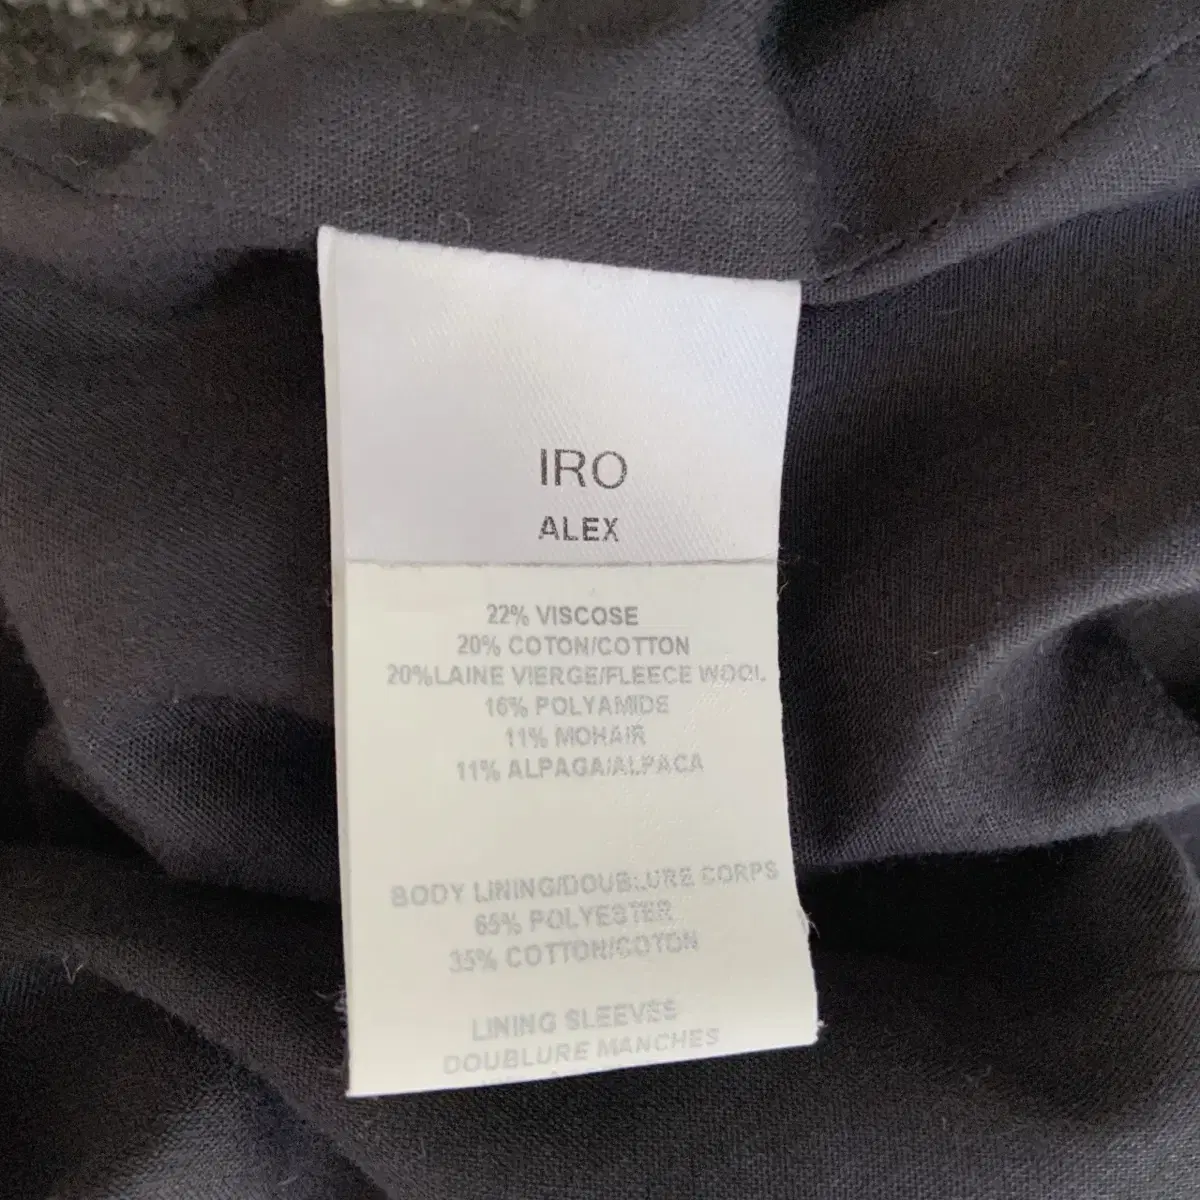 IRO
ALEX
22% VISCOSE
20% COTON/COTTON
20%LAINE VIERGE/FLEECE WOOL
16% POLYAMIDE
11% MOHAIR
11% ALPAGA/ALPACA
BODY LINING/DOUBLURE CORPS
65% POLYESTER
35% COTTON/COTON
LINING SLEEVES
DOUBLURE MANCHES